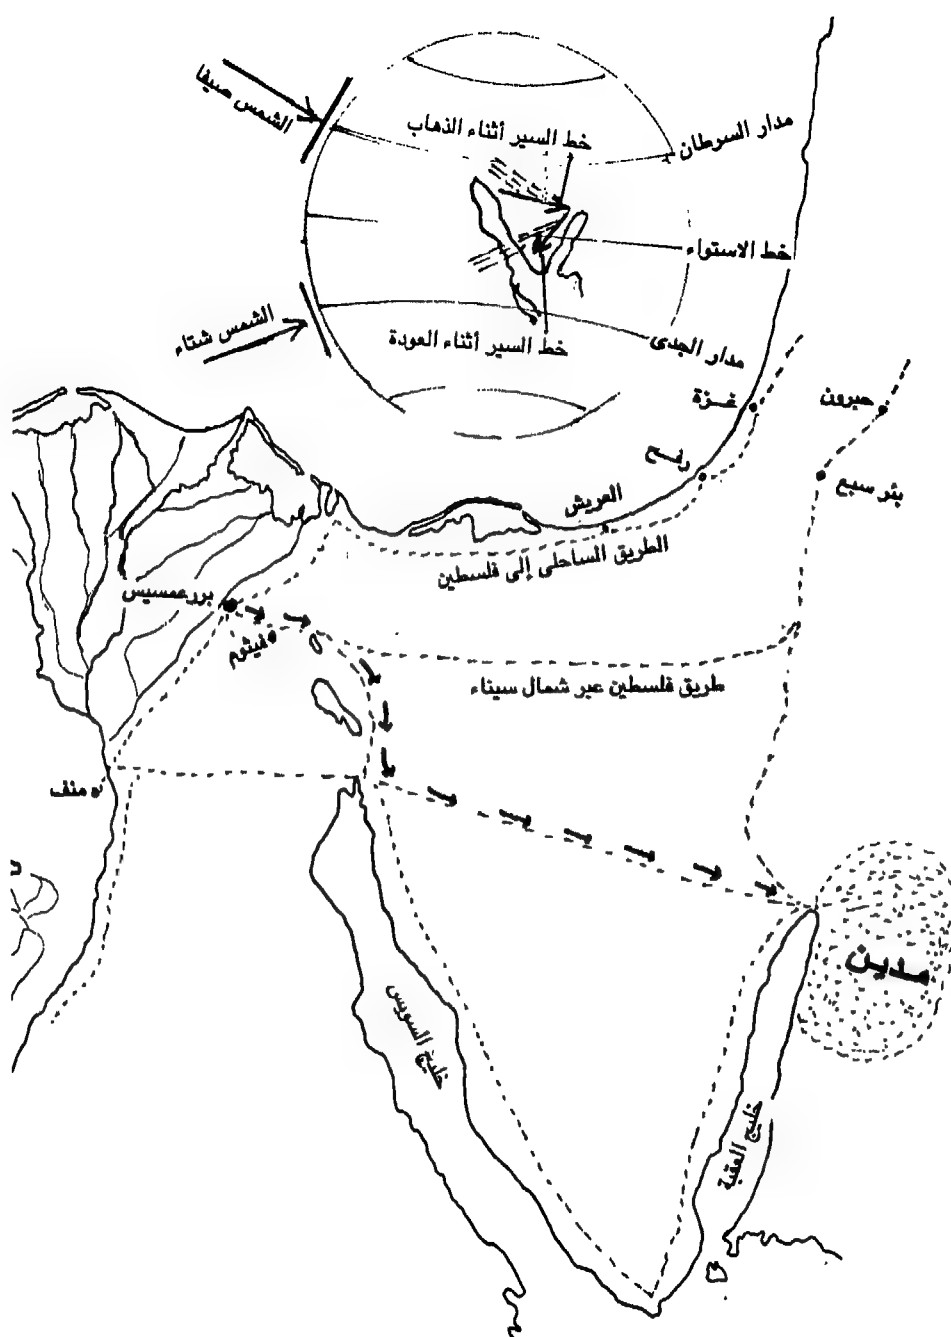 الشمس صيفا
مدار السرطان
خط السير أثناء الذهاب
خط الاستواء
الشمس شتاء
خط السير أثناء العودة
مدار الجدى
غزة
حبرون
رفح
بئر سبع
العريش
الطريق الساحلى إلى فلسطين
بررعمسيس
فيثوم
طريق فلسطين عبر شمال سيناء
منف
مدين
خليج السويس
خليج العقبة